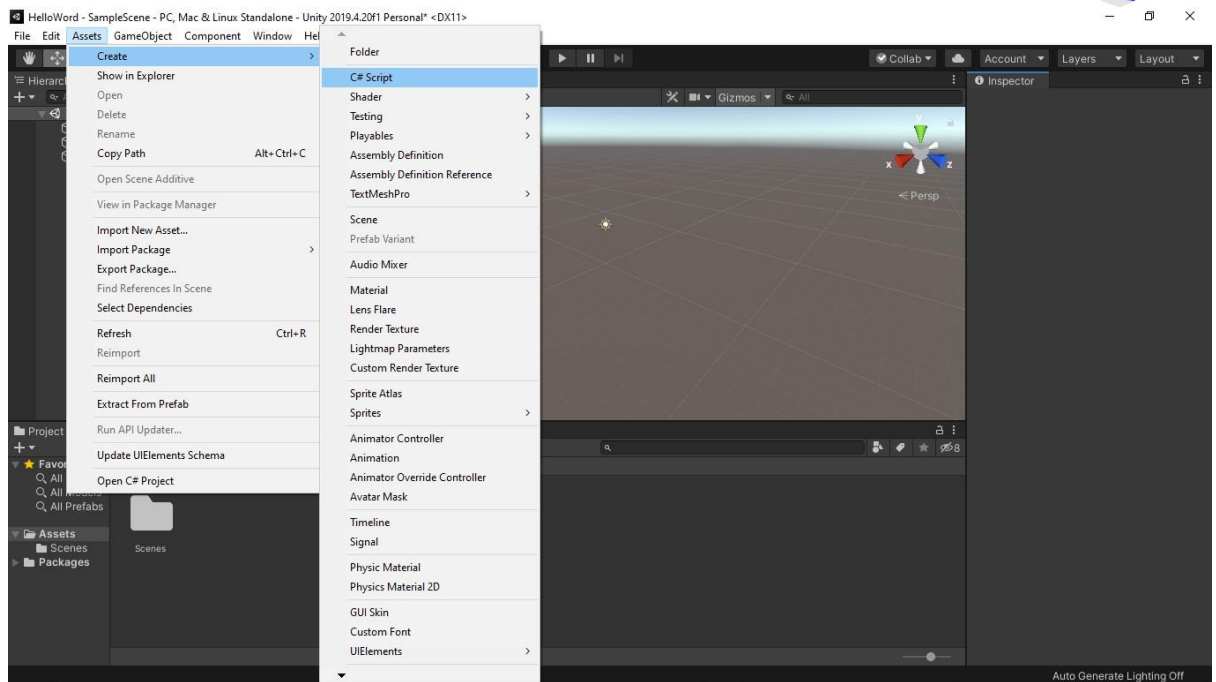 HelloWord - SampleScene - PC, Mac & Linux Standalone - Unity 2019.4.20f1 Personal* <DX11>
File Edit Assets GameObject Component Window Hel
Collab Account Layers Layout
Hierarc
Inspector
Gizmos All
Create
Show in Explorer
Open
Delete
Rename
Copy Path Alt+Ctrl+C
Open Scene Additive
View in Package Manager
Import New Asset...
Import Package
Export Package...
Find References In Scene
Select Dependencies
Refresh Ctrl+R
Reimport
Reimport All
Extract From Prefab
Run API Updater...
Update UIElements Schema
Open C# Project
Folder
C# Script
Shader
Testing
Playables
Assembly Definition
Assembly Definition Reference
TextMeshPro
Scene
Prefab Variant
Audio Mixer
Material
Lens Flare
Render Texture
Lightmap Parameters
Custom Render Texture
Sprite Atlas
Sprites
Animator Controller
Animation
Animator Override Controller
Avatar Mask
Timeline
Signal
Physic Material
Physics Material 2D
GUI Skin
Custom Font
UIElements
y
x z
Persp
Project
8
Favor
All
All
All Prefabs
Assets
Scenes
Packages
Scenes
Auto Generate Lighting Off